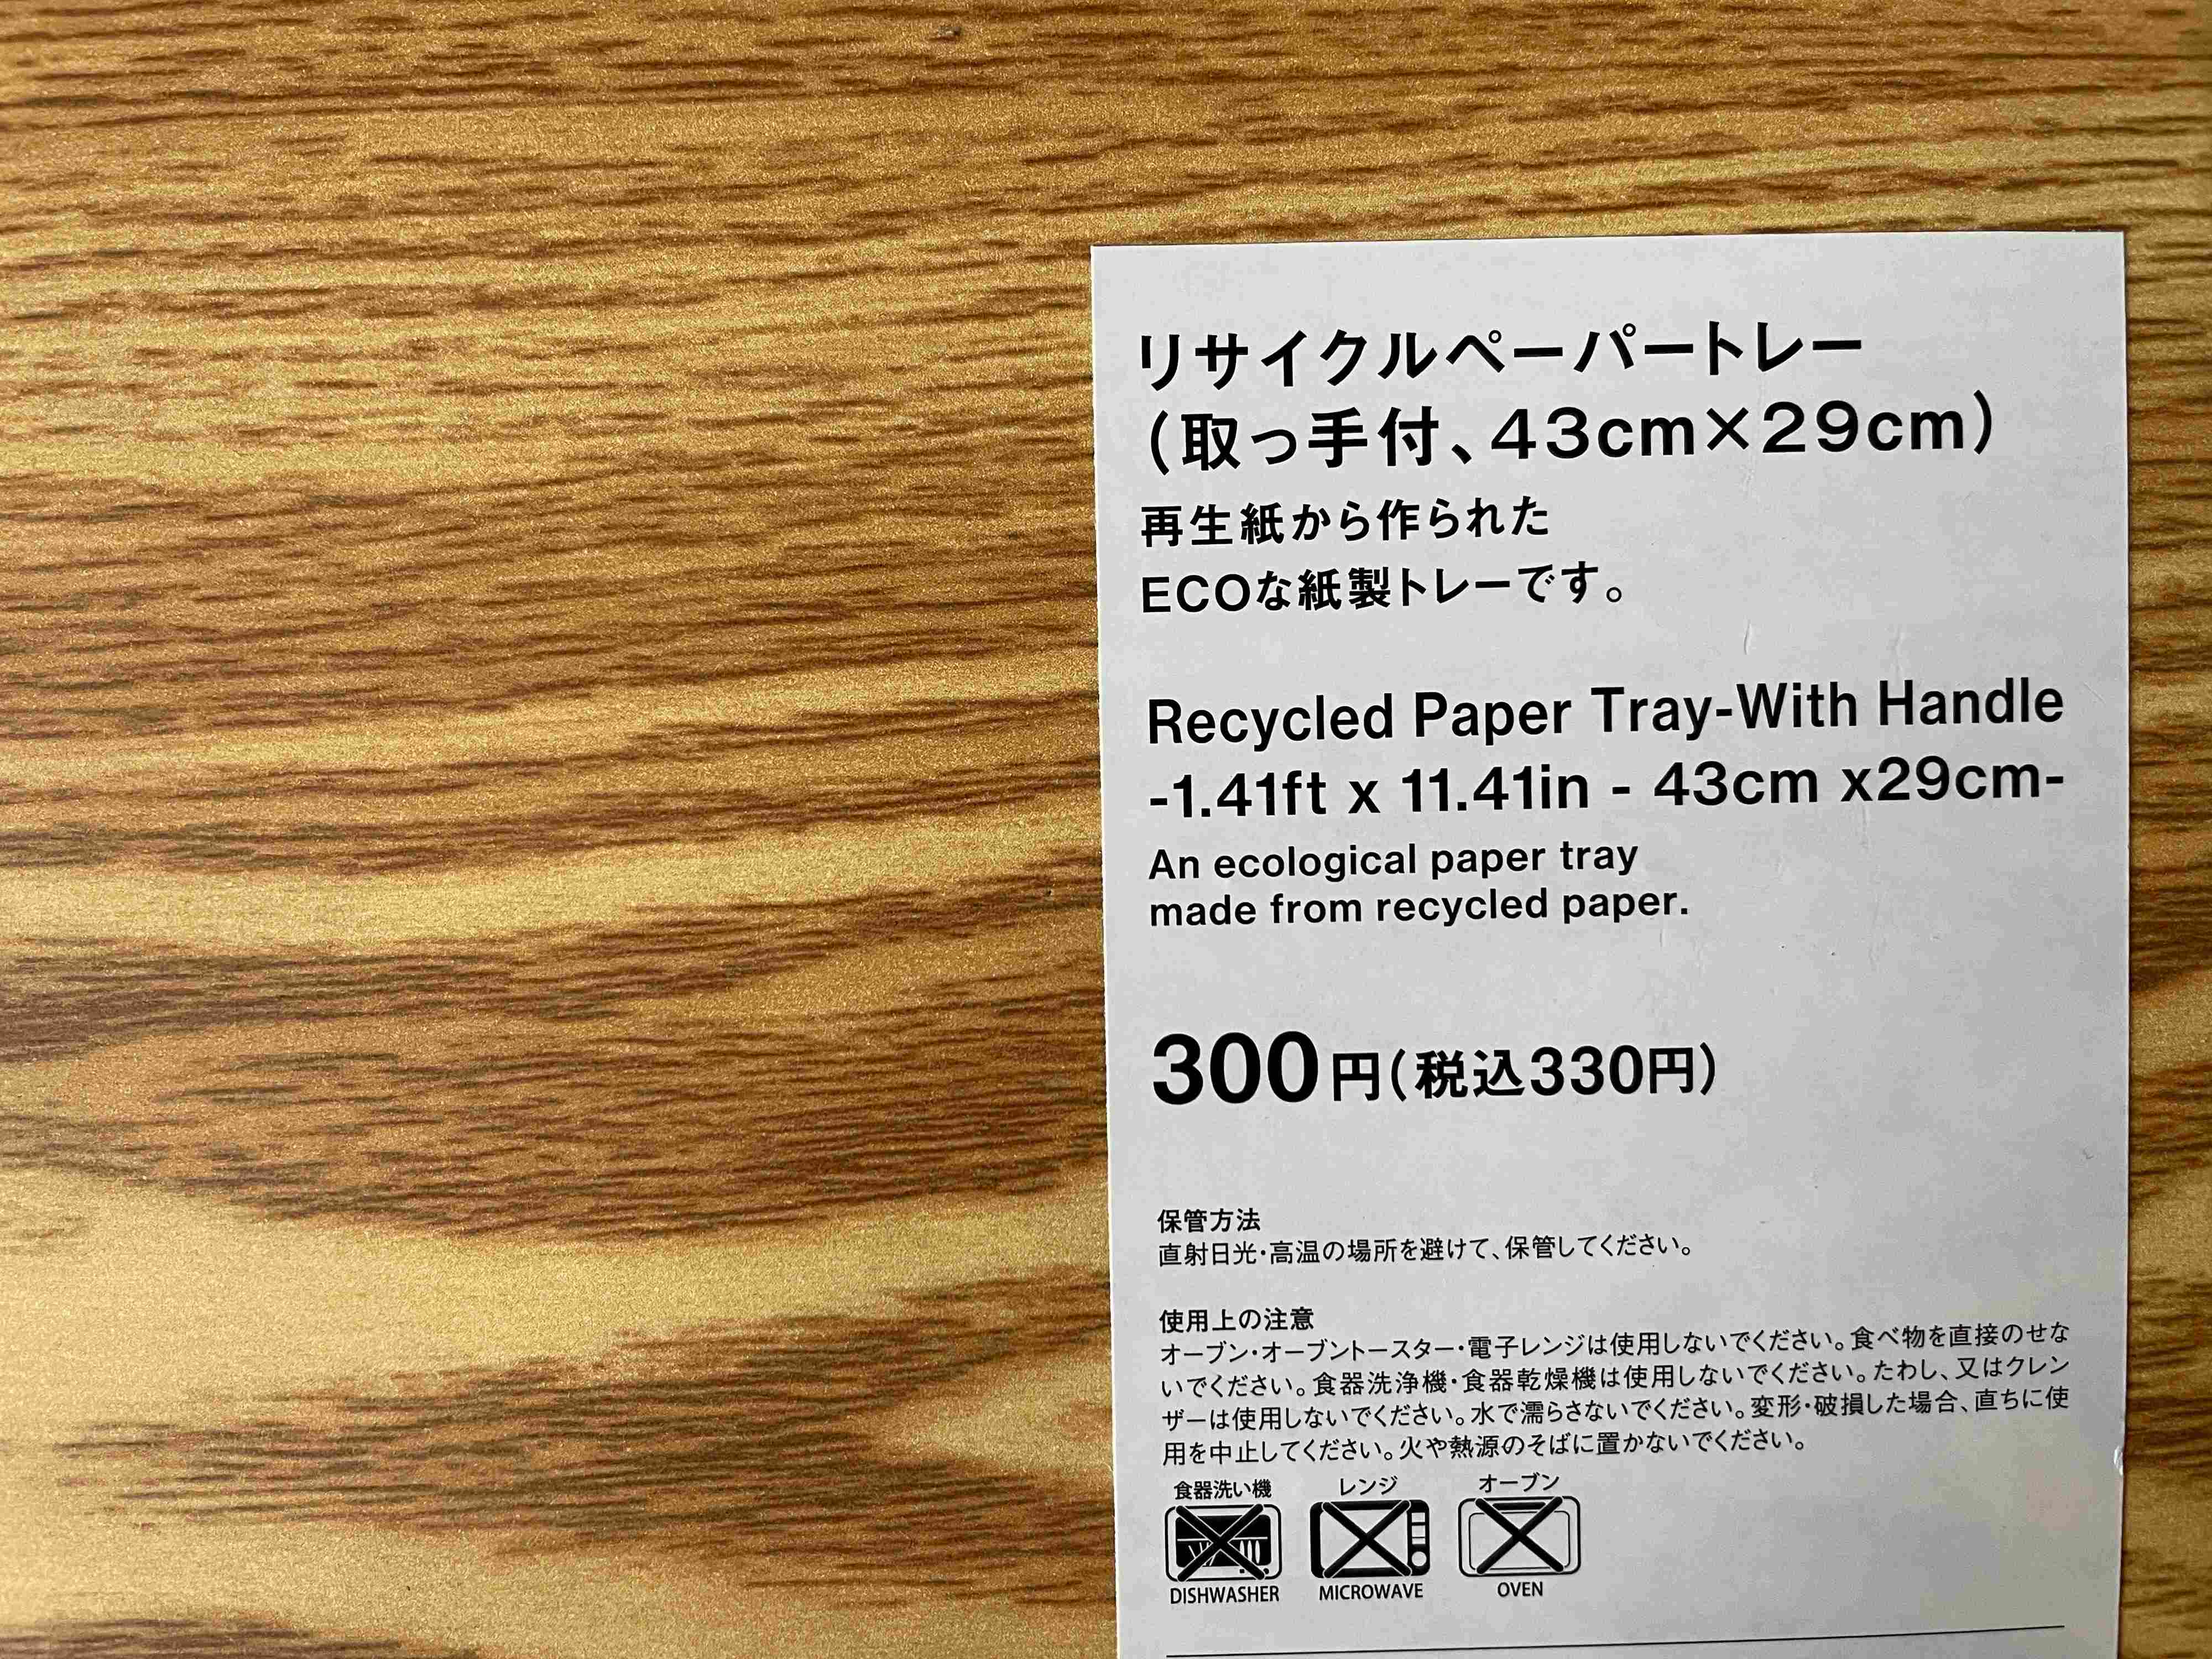 リサイクルペーパートレー
（取っ手付、43cm×29cm）
再生紙から作られた
ECOな紙製トレーです。
Recycled Paper Tray-With Handle
-1.41ft x 11.41in - 43cm x29cm-
An ecological paper tray
made from recycled paper.
300円（税込330円）
保管方法
直射日光・高温の場所を避けて、保管してください。
使用上の注意
オーブン・オーブントースター・電子レンジは使用しないでください。食べ物を直接のせな
いでください。食器洗浄機・食器乾燥機は使用しないでください。たわし、又はクレン
ザーは使用しないでください。水で濡らさないでください。変形・破損した場合、直ちに使
用を中止してください。火や熱源のそばに置かないでください。
食器洗い機 レンジ オーブン
DISHWASHER MICROWAVE OVEN